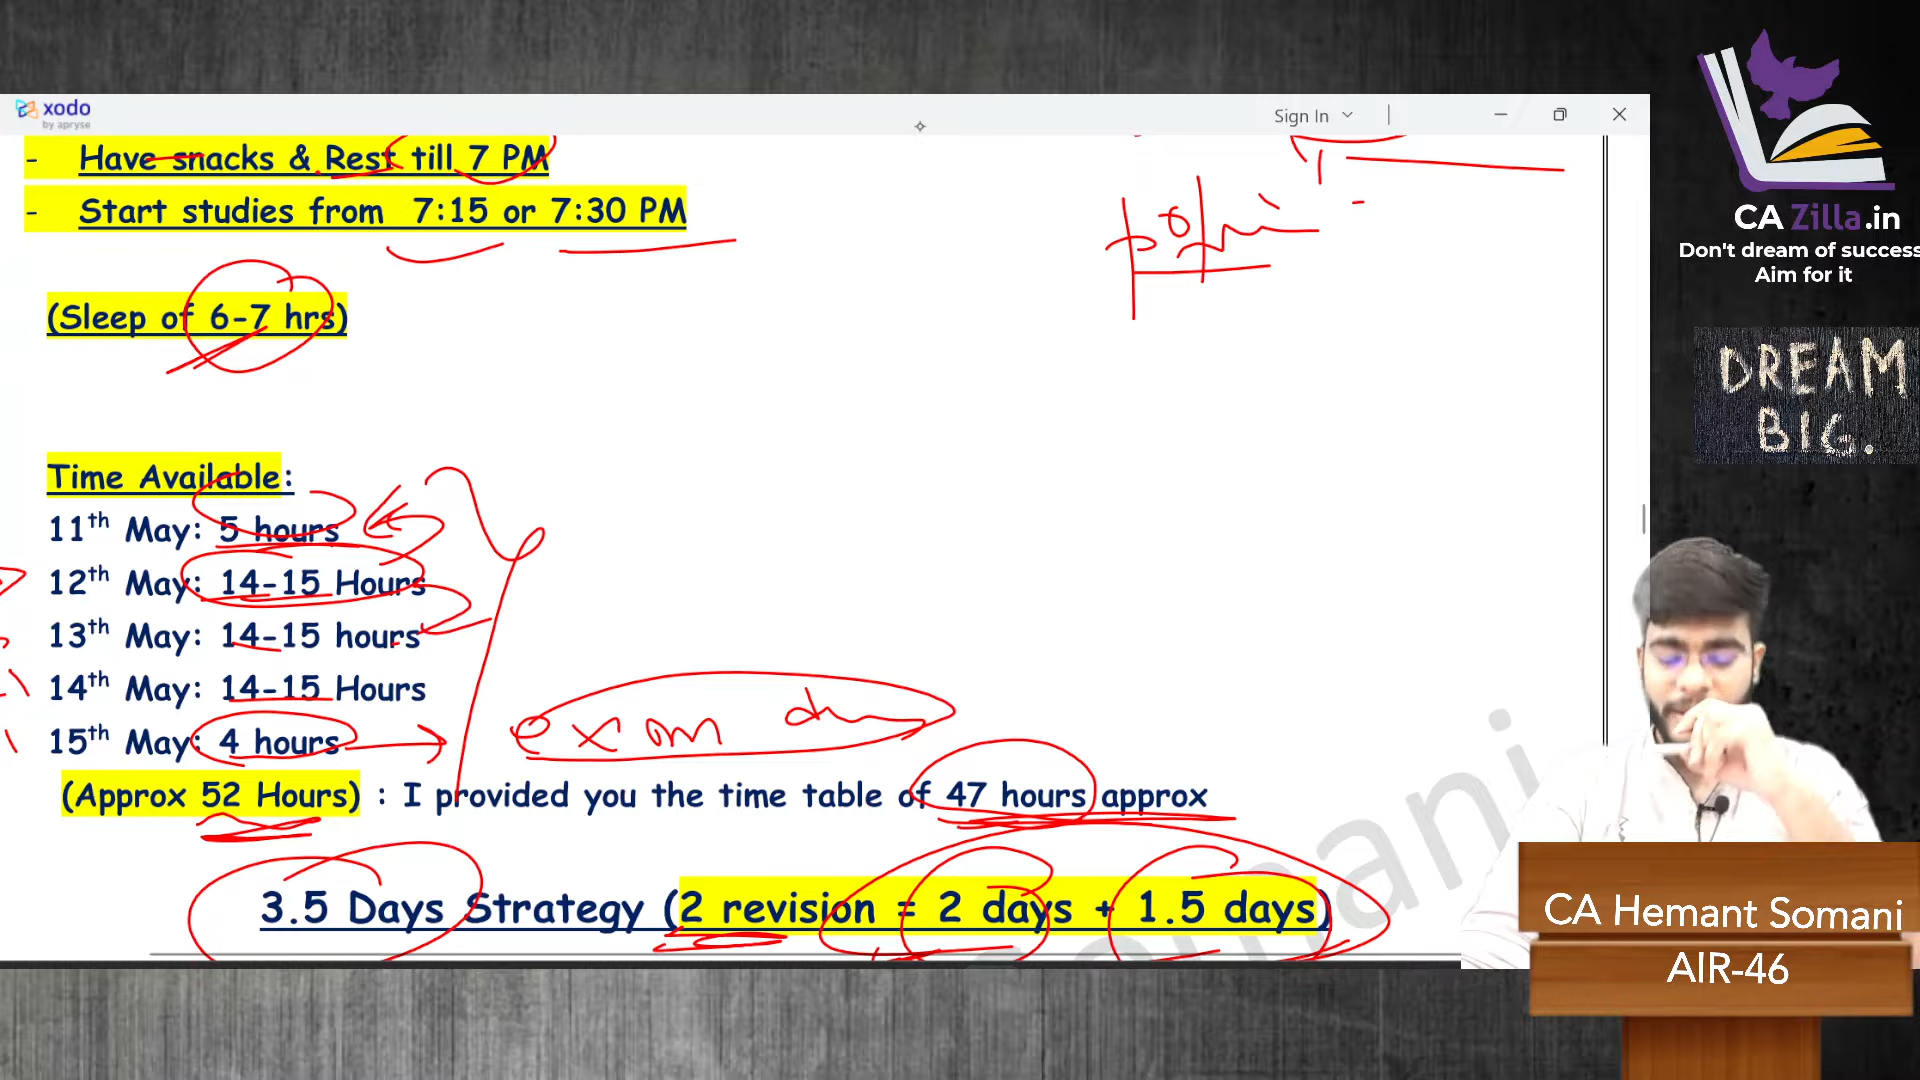 xodo
by apryse
Sign In
- Have snacks & Rest till 7 PM
- Start studies from 7:15 or 7:30 PM
(Sleep of 6-7 hrs)
Time Available:
11th May: 5 hours
12th May: 14-15 Hours
13th May: 14-15 hours
14th May: 14-15 Hours
15th May: 4 hours
exam
(Approx 52 Hours) : I provided you the time table of 47 hours approx
3.5 Days Strategy (2 revision = 2 days + 1.5 days)
CA Zilla.in
Don't dream of success
Aim for it
DREAM
BIG.
CA Hemant Somani
AIR-46